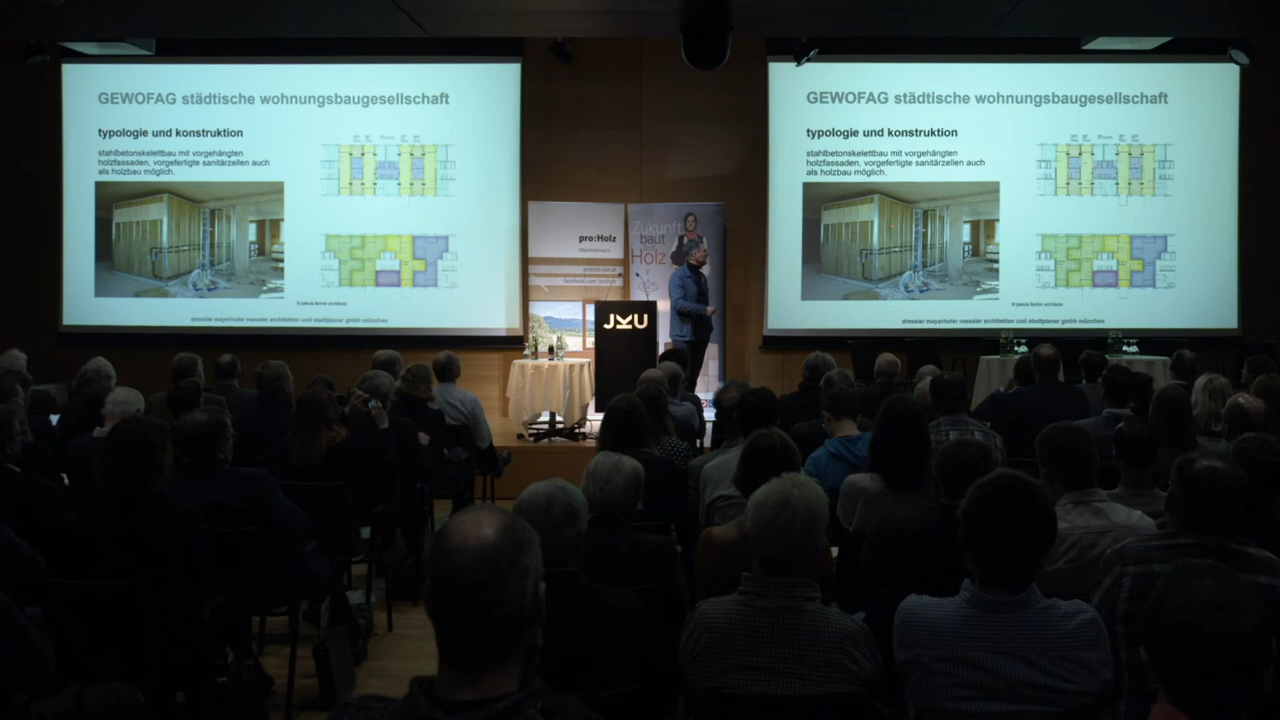 GEWOFAG städtische wohnungsbaugesellschaft
typologie und konstruktion
stahlbetonskelettbau mit vorgehängten
holzfassaden, vorgefertigte sanitärzellen auch
als holzbau möglich.
dressler mayerhofer roessler architekten und stadtplaner gmbh münchen
pro:Holz
Zukunft
baut
Holz
JKU
GEWOFAG städtische wohnungsbaugesellschaft
typologie und konstruktion
stahlbetonskelettbau mit vorgehängten
holzfassaden, vorgefertigte sanitärzellen auch
als holzbau möglich.
dressler mayerhofer roessler architekten und stadtplaner gmbh münchen